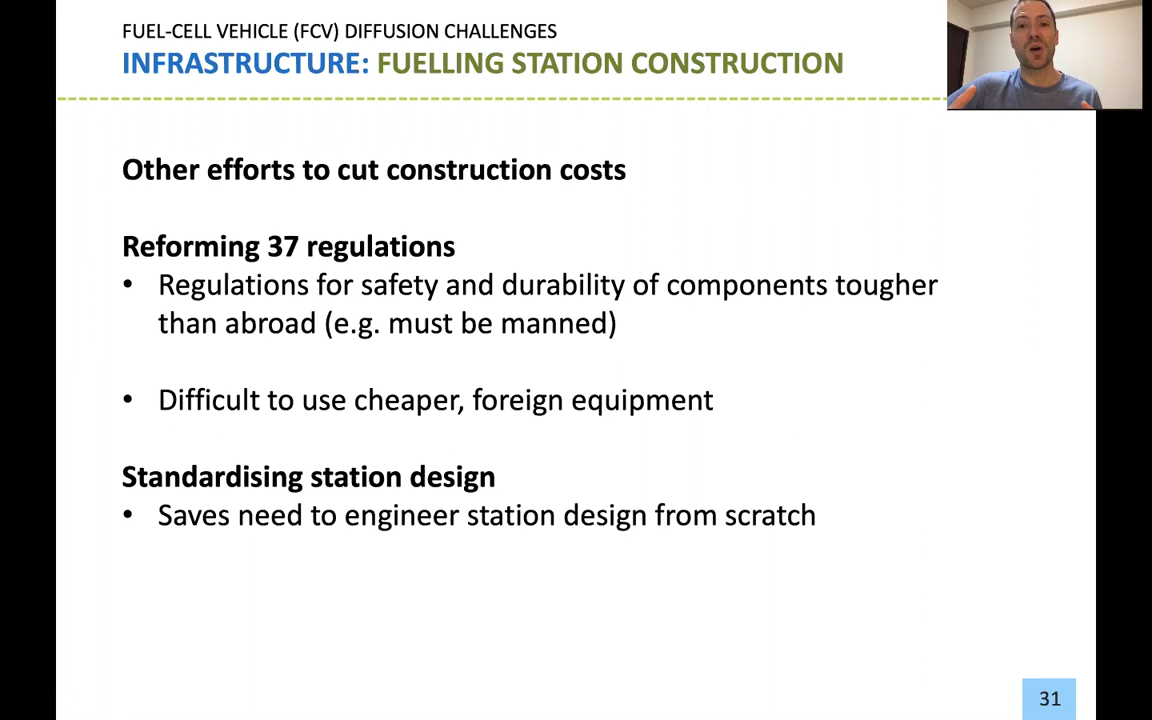 FUEL-CELL VEHICLE (FCV) DIFFUSION CHALLENGES
INFRASTRUCTURE: FUELLING STATION CONSTRUCTION
Other efforts to cut construction costs
Reforming 37 regulations
• Regulations for safety and durability of components tougher
than abroad (e.g. must be manned)
• Difficult to use cheaper, foreign equipment
Standardising station design
• Saves need to engineer station design from scratch
31